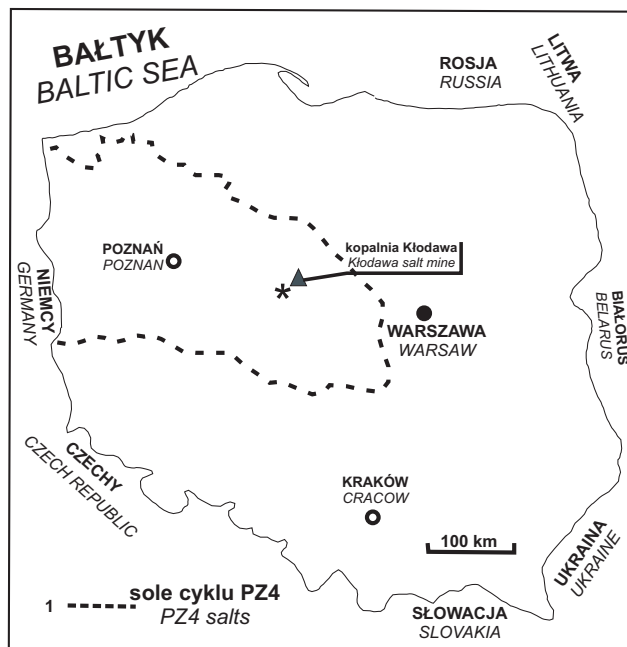 BAŁTYK
BALTIC SEA
ROSJA
RUSSIA
LITWA
LITHUANIA
POZNAŃ
POZNAN
kopalnia Kłodawa
Kłodawa salt mine
*
NIEMCY
GERMANY
WARSZAWA
WARSAW
BIAŁORUS
BELARUS
CZECHY
CZECH REPUBLIC
KRAKÓW
CRACOW
100 km
UKRAINA
UKRAINE
1 sole cyklu PZ4
PZ4 salts
SŁOWACJA
SLOVAKIA